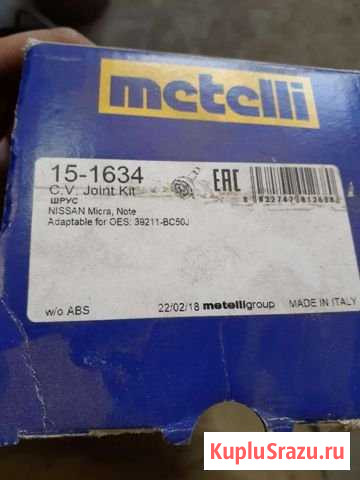 metelli
15-1634
C.V. Joint Kit
ШРУС
NISSAN Micra, Note
Adaptable for OES: 39211-BC50J
EAC
w/o ABS
22/02/18 metelligroup
MADE IN ITALY
KupluSrazu.ru